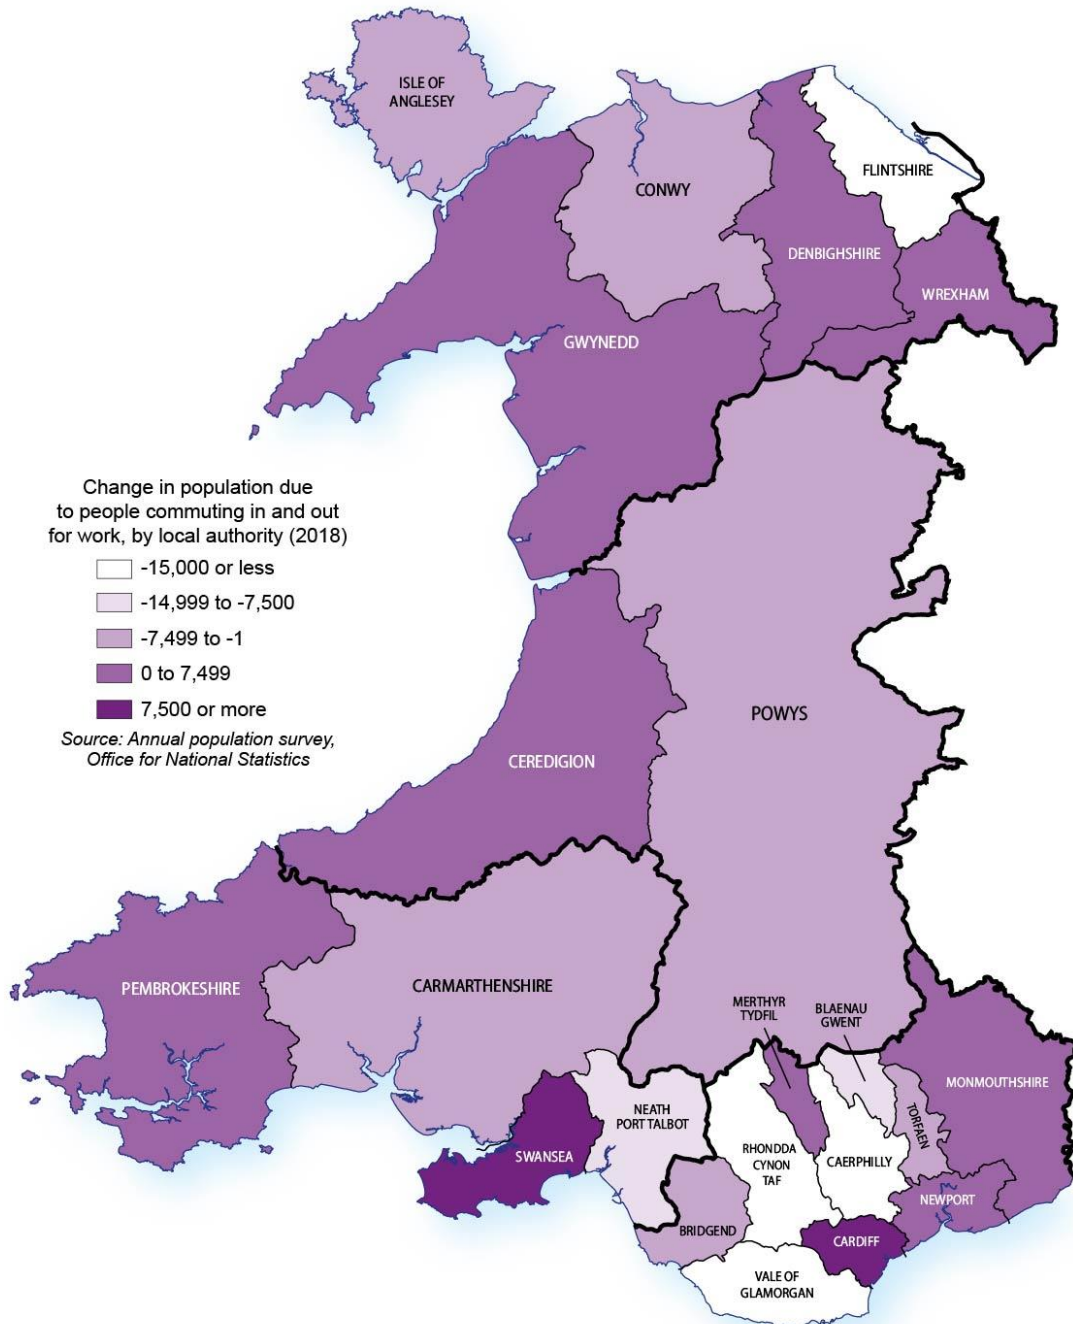 ISLE OF
ANGLESEY
FLINTSHIRE
CONWY
DENBIGHSHIRE
WREXHAM
GWYNEDD
Change in population due
to people commuting in and out
for work, by local authority (2018)
-15,000 or less
-14,999 to -7,500
-7,499 to -1
0 to 7,499
7,500 or more
Source: Annual population survey,
Office for National Statistics
POWYS
CEREDIGION
PEMBROKESHIRE
CARMARTHENSHIRE
MERTHYR
TYDFIL
BLAENAU
GWENT
MONMOUTHSHIRE
NEATH
PORT TALBOT
TORFAEN
SWANSEA
RHONDDA
CYNON
TAF
CAERPHILLY
NEWPORT
BRIDGEND
CARDIFF
VALE OF
GLAMORGAN